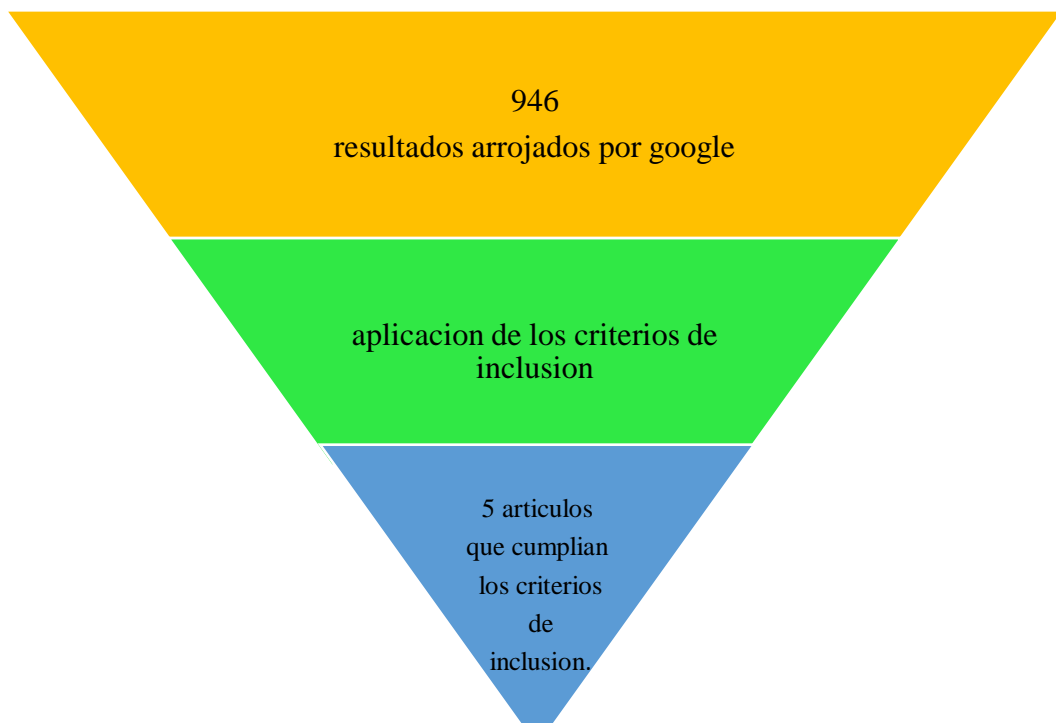 946
resultados arrojados por google
aplicacion de los criterios de
inclusion
5 articulos
que cumplian
los criterios
de
inclusion.